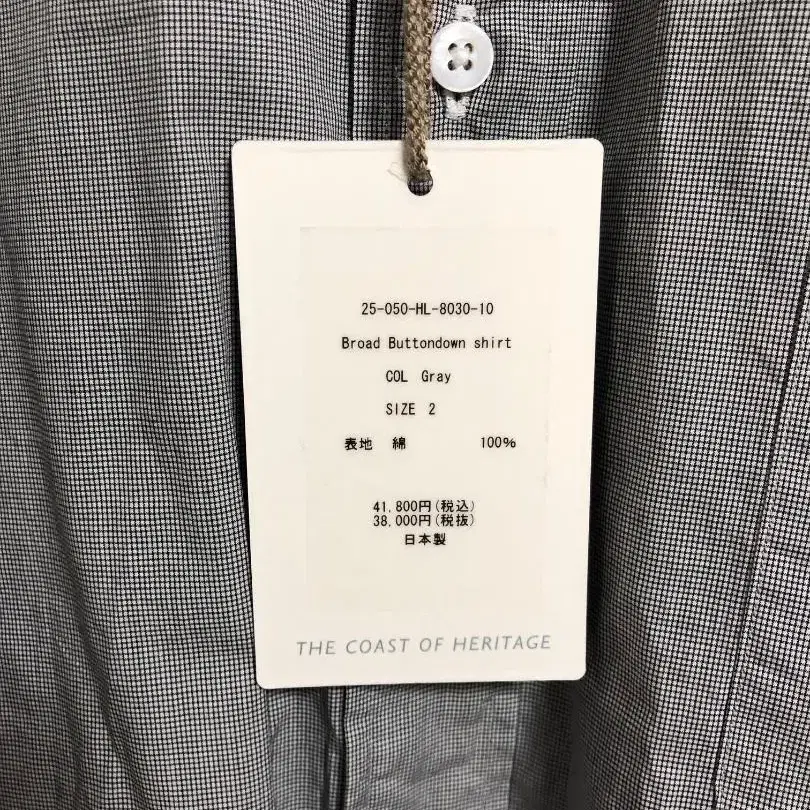 25-050-HL-8030-10
Broad Buttondown shirt
COL Gray
SIZE 2
表地 綿 100%
41,800円(税込)
38,000円(税抜)
日本製
THE COAST OF HERITAGE